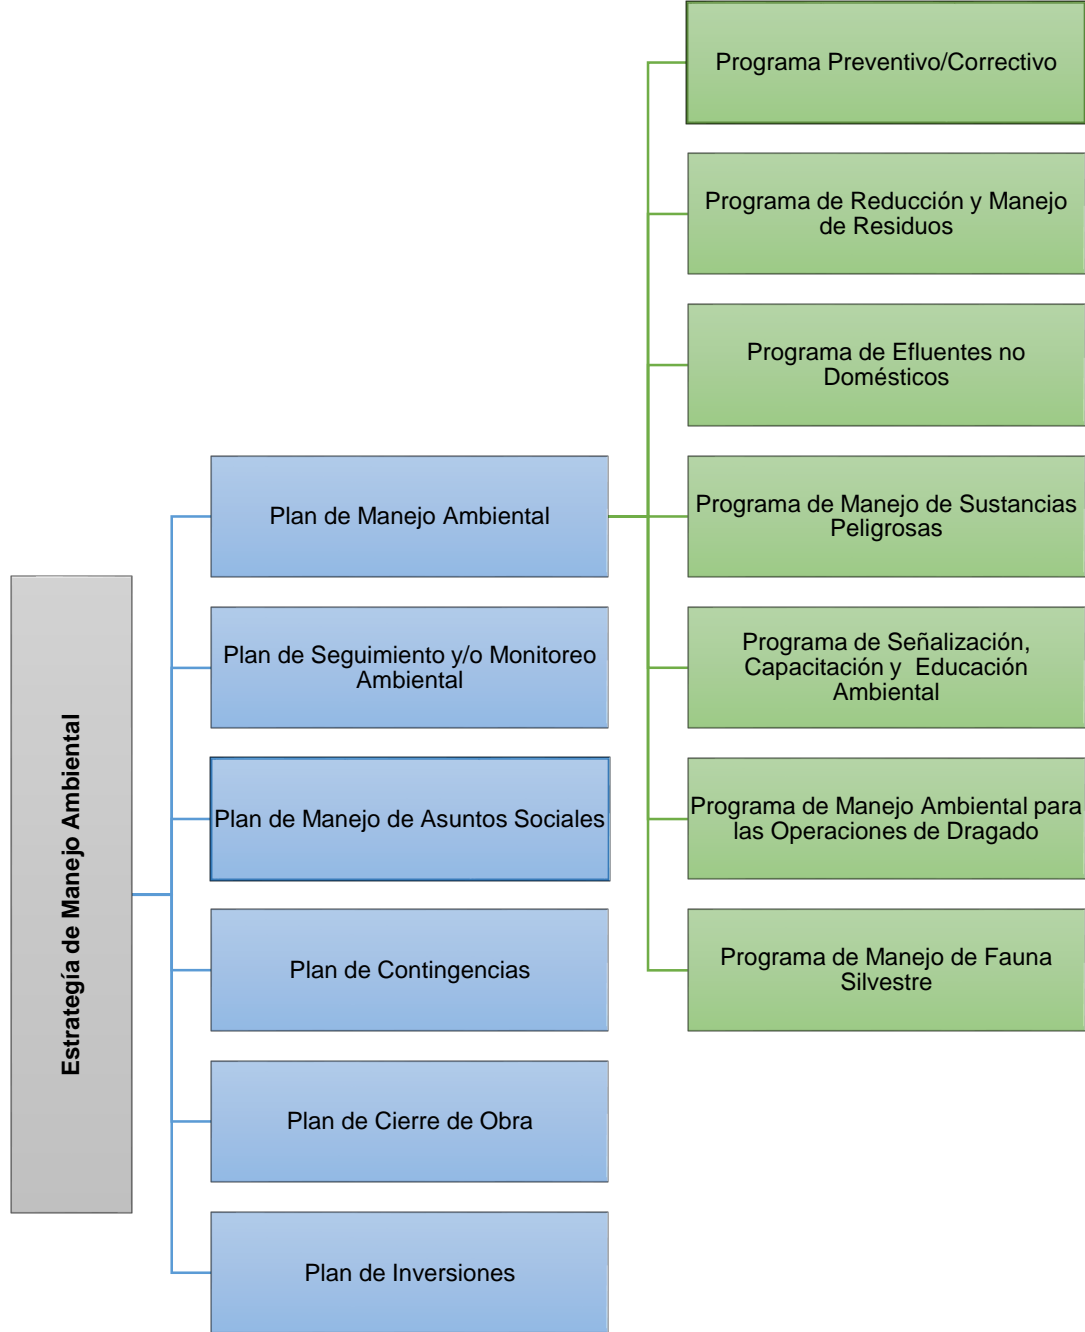 Estrategía de Manejo Ambiental
Plan de Manejo Ambiental
Plan de Seguimiento y/o Monitoreo
Ambiental
Plan de Manejo de Asuntos Sociales
Plan de Contingencias
Plan de Cierre de Obra
Plan de Inversiones
Programa Preventivo/Correctivo
Programa de Reducción y Manejo
de Residuos
Programa de Efluentes no
Domésticos
Programa de Manejo de Sustancias
Peligrosas
Programa de Señalización,
Capacitación y  Educación
Ambiental
Programa de Manejo Ambiental para
las Operaciones de Dragado
Programa de Manejo de Fauna
Silvestre